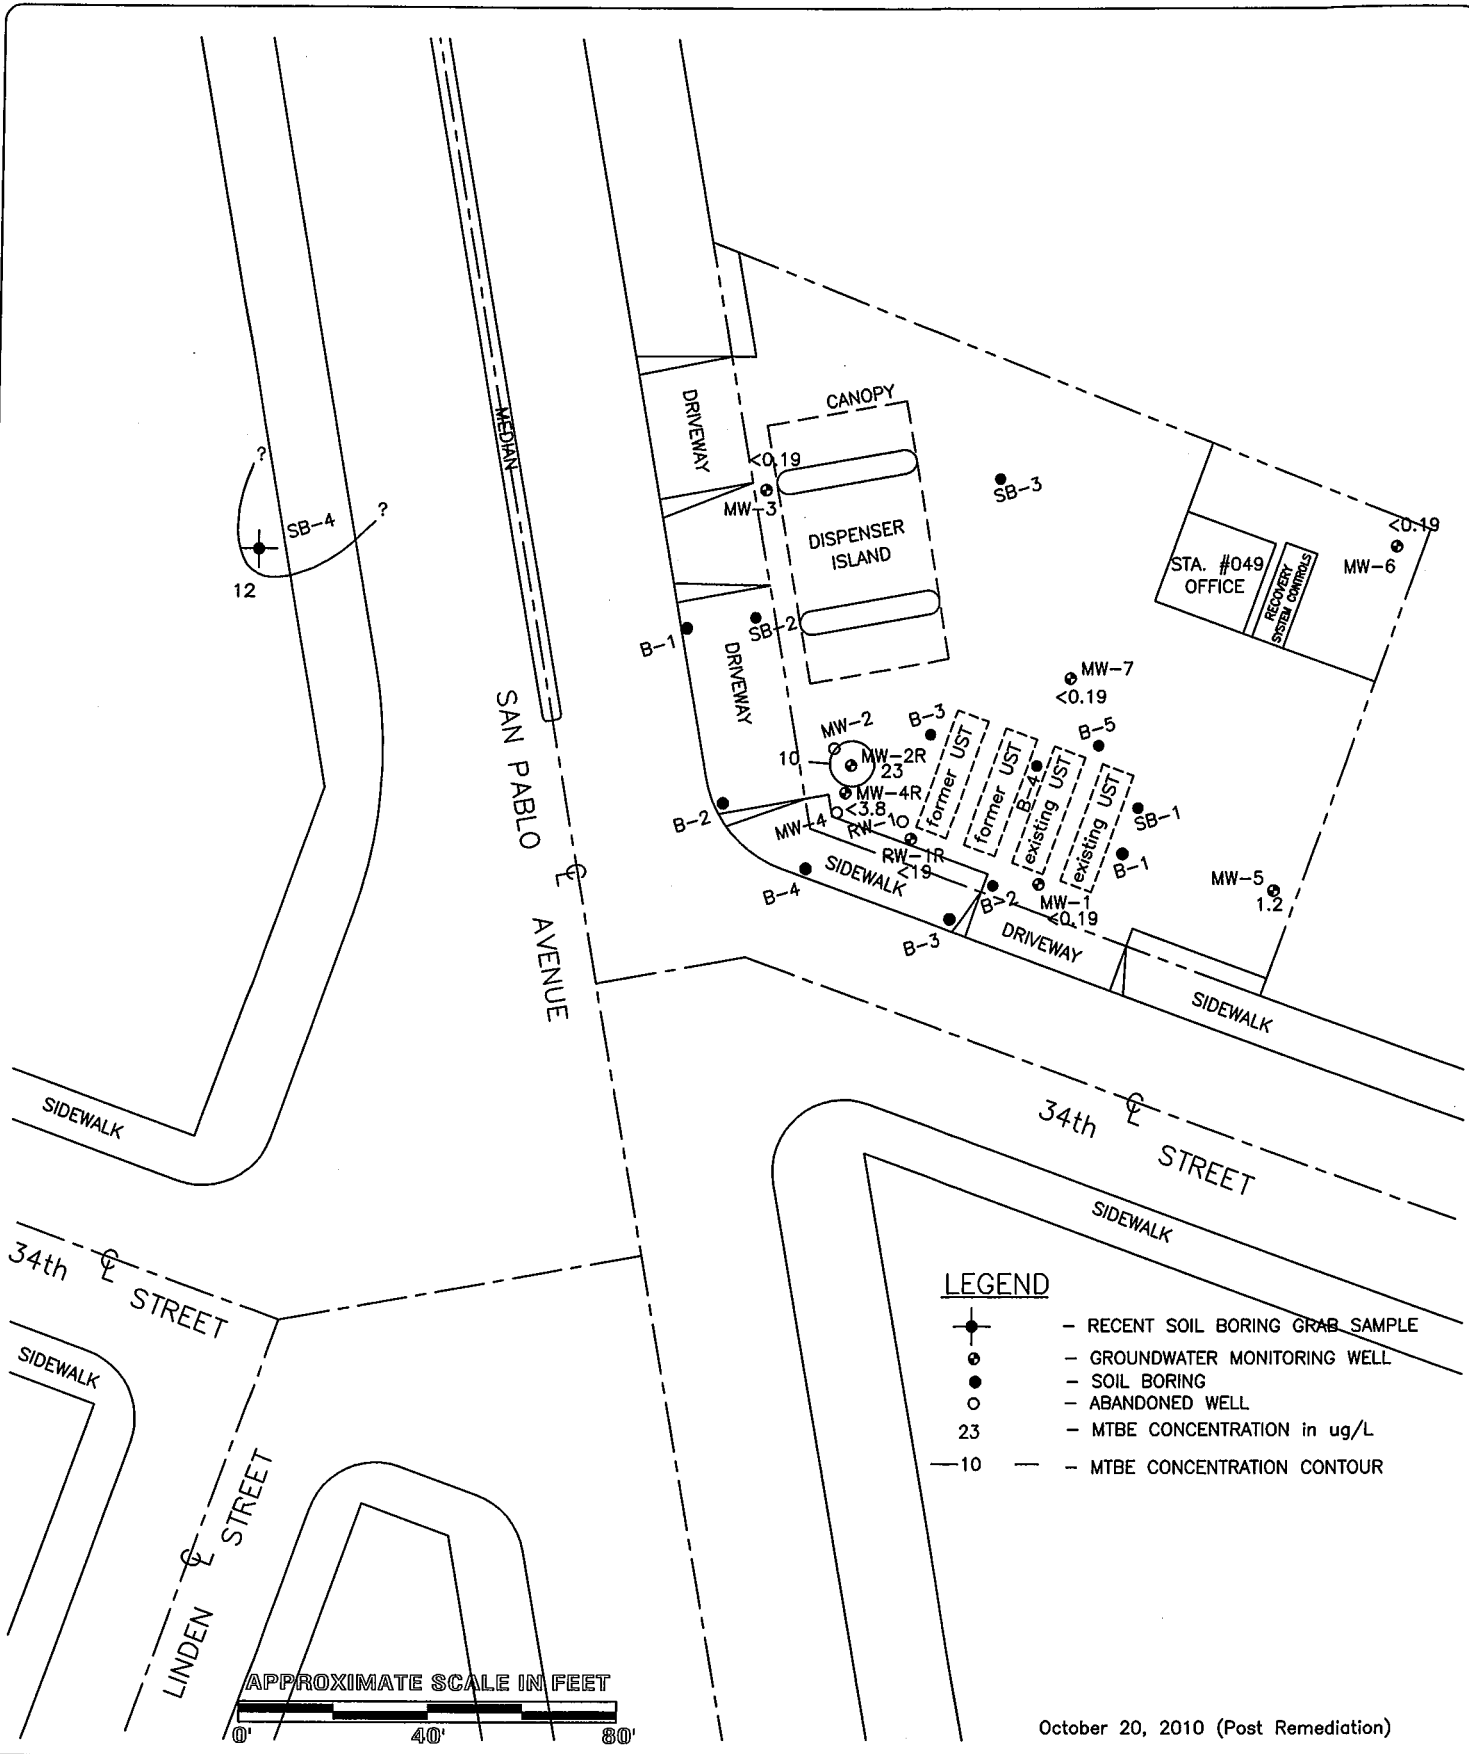 CANOPY
DRIVEWAY
MEDIAN
<0.19
MW-3
SB-3
?
?
SB-4
12
DISPENSER
ISLAND
<0.19
MW-6
STA. #049
OFFICE
RECOVERY
SYSTEM CONTROLS
B-1
SB-2
DRIVEWAY
MW-7
<0.19
SAN PABLO
AVENUE
MW-2
B-3
B-5
10
MW-2R
23
MW-4R
<3.8
MW-4
RW-1
RW-1R
<19
former UST
former UST
B-4
existing UST
existing UST
SB-1
B-1
B-2
B-4
SIDEWALK
B-3
B-2
MW-1
<0.19
MW-5
1.2
DRIVEWAY
SIDEWALK
SIDEWALK
34th
STREET
SIDEWALK
34th
STREET
SIDEWALK
LINDEN
STREET
LEGEND
- RECENT SOIL BORING GRAB SAMPLE
- GROUNDWATER MONITORING WELL
- SOIL BORING
- ABANDONED WELL
23 - MTBE CONCENTRATION in ug/L
—10 — - MTBE CONCENTRATION CONTOUR
APPROXIMATE SCALE IN FEET
0' 40' 80'
October 20, 2010 (Post Remediation)